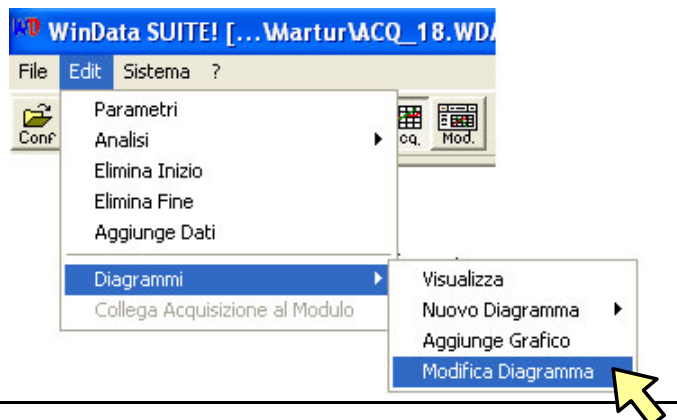 WinData SUITE! [...\Martur\ACQ_18.WDA
File Edit Sistema ?
Conf
cq. Mod.
Parametri
Analisi
Elimina Inizio
Elimina Fine
Aggiunge Dati
Diagrammi
Collega Acquisizione al Modulo
Visualizza
Nuovo Diagramma
Aggiunge Grafico
Modifica Diagramma